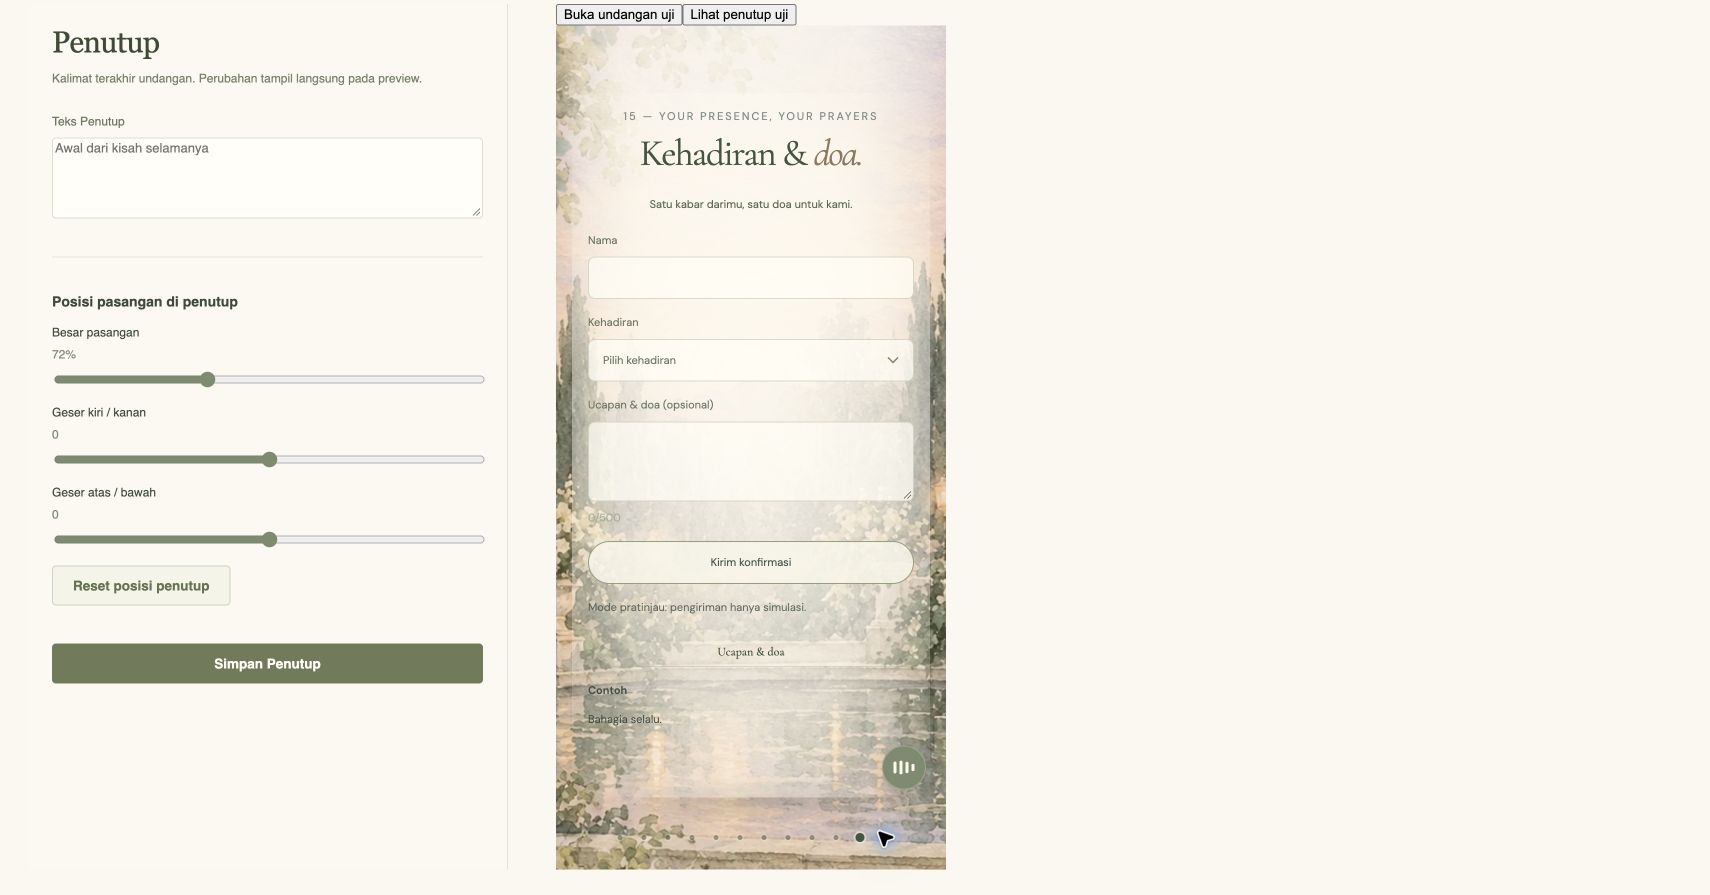 Penutup
Kalimat terakhir undangan. Perubahan tampil langsung pada preview.
Teks Penutup
Awal dari kisah selamanya
Posisi pasangan di penutup
Besar pasangan
72%
Geser kiri / kanan
0
Geser atas / bawah
0
Reset posisi penutup
Simpan Penutup
Buka undangan uji
Lihat penutup uji
15 — YOUR PRESENCE, YOUR PRAYERS
Kehadiran & doa.
Satu kabar darimu, satu doa untuk kami.
Nama
Kehadiran
Pilih kehadiran
Ucapan & doa (opsional)
0/500
Kirim konfirmasi
Mode pratinjau: pengiriman hanya simulasi.
Ucapan & doa
Contoh
Bahagia selalu.